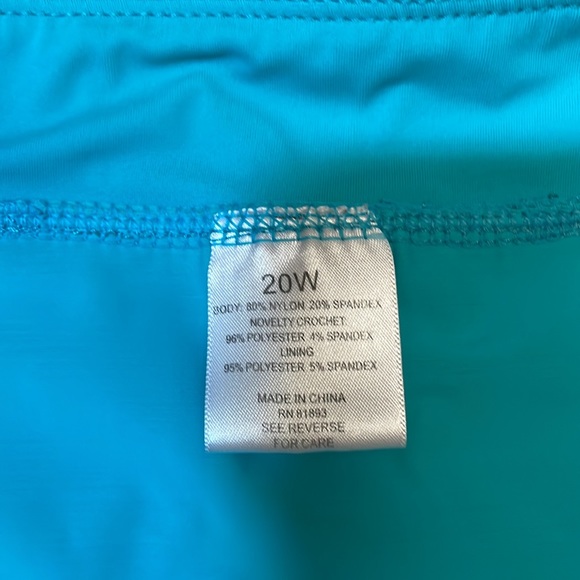 20W
BODY: 80% NYLON 20% SPANDEX
NOVELTY CROCHET:
96% POLYESTER 4% SPANDEX
LINING
95% POLYESTER 5% SPANDEX
MADE IN CHINA
RN 81893
SEE REVERSE
FOR CARE